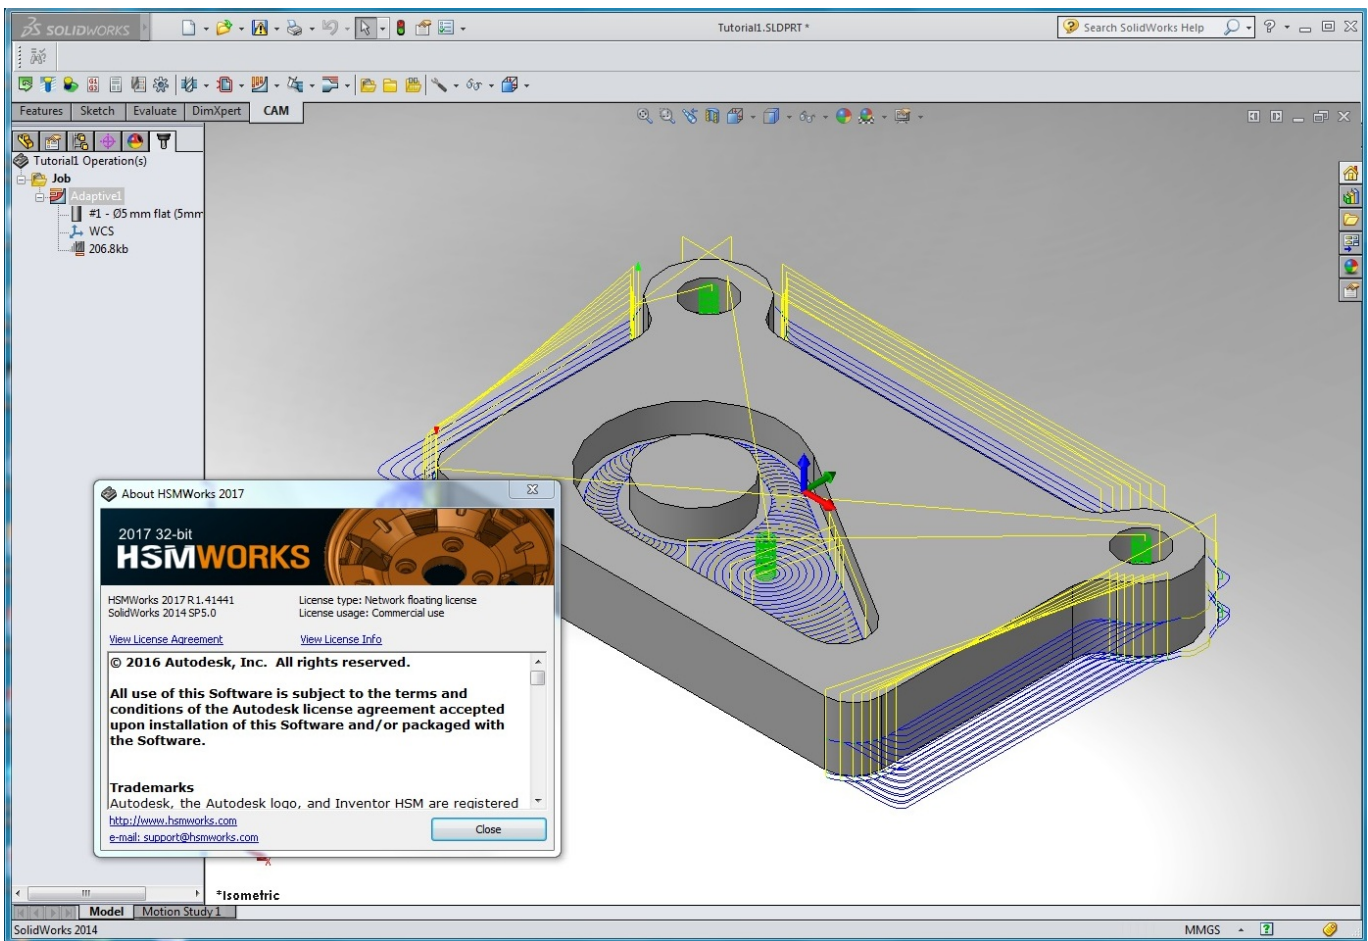 SOLIDWORKS
Tutorial1.SLDPRT *
Search SolidWorks Help
Features Sketch Evaluate DimXpert CAM
Tutorial1 Operation(s)
Job
Adaptive1
#1 - Ø5 mm flat (5mm
WCS
206.8kb
About HSMWorks 2017
2017 32-bit
HSMWORKS
HSMWorks 2017 R1.41441 License type: Network floating license
SolidWorks 2014 SP5.0 License usage: Commercial use
View License Agreement View License Info
© 2016 Autodesk, Inc. All rights reserved.
All use of this Software is subject to the terms and
conditions of the Autodesk license agreement accepted
upon installation of this Software and/or packaged with
the Software.
Trademarks
Autodesk, the Autodesk logo, and Inventor HSM are registered
http://www.hsmworks.com
e-mail: support@hsmworks.com
Close
*Isometric
Model Motion Study 1
SolidWorks 2014 MMGS